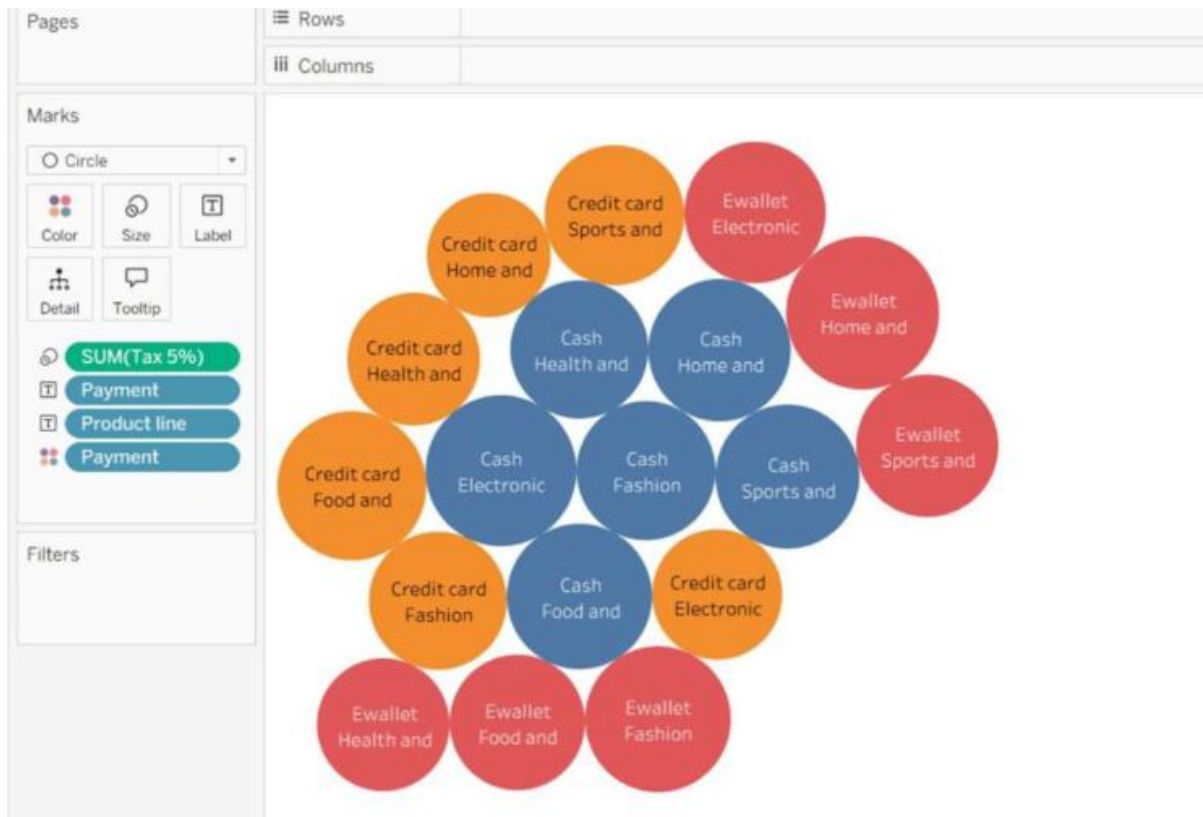 Pages
Rows
Columns
Marks
Circle
Color
Size
Label
Detail
Tooltip
SUM(Tax 5%)
Payment
Product line
Payment
Filters
Credit card
Sports and
Ewallet
Electronic
Credit card
Home and
Ewallet
Home and
Cash
Health and
Cash
Home and
Credit card
Health and
Ewallet
Sports and
Cash
Electronic
Cash
Fashion
Cash
Sports and
Credit card
Food and
Credit card
Fashion
Cash
Food and
Credit card
Electronic
Ewallet
Health and
Ewallet
Food and
Ewallet
Fashion